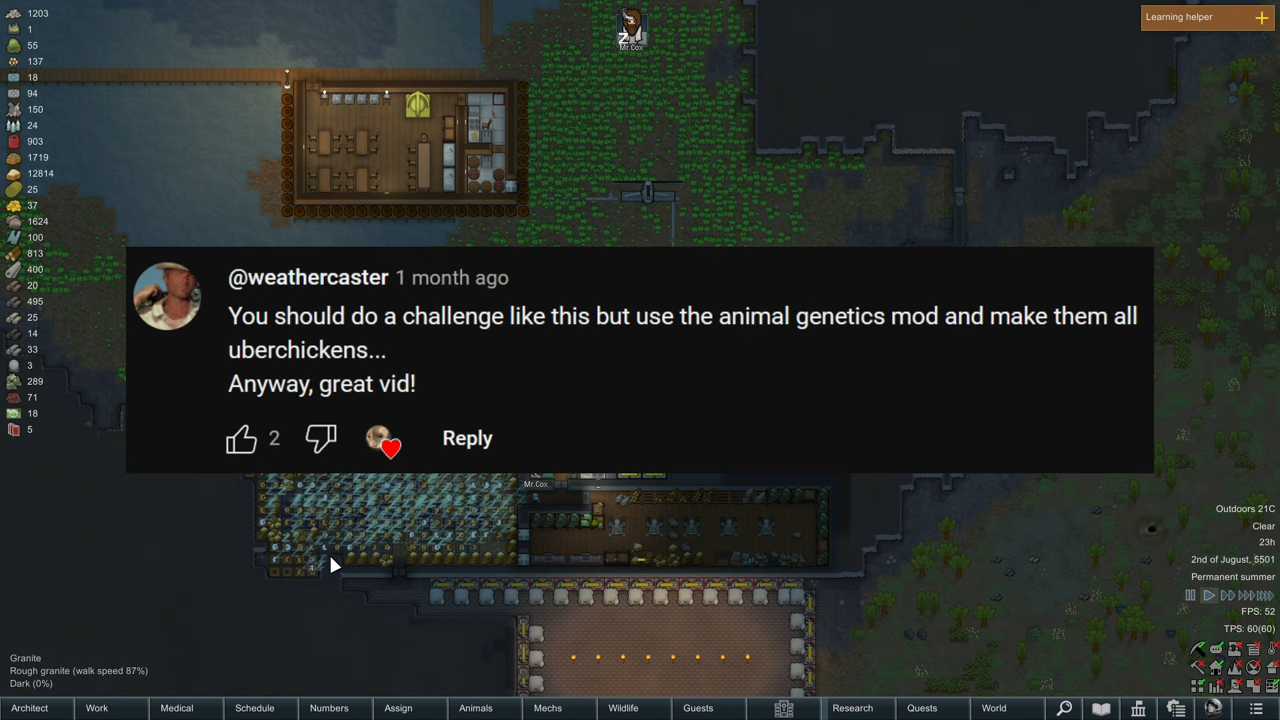 1203
1
55
137
18
94
150
24
903
1719
12814
25
37
1624
100
813
400
20
495
25
14
33
3
289
71
18
5
Z
Mr.Cox
Learning helper
@weathercaster 1 month ago
You should do a challenge like this but use the animal genetics mod and make them all
uberchickens...
Anyway, great vid!
2 Reply
Mr.Cox
4
Outdoors 21C
Clear
23h
2nd of August, 5501
Permanent summer
FPS: 52
TPS: 60(60)
Granite
Rough granite (walk speed 87%)
Dark (0%)
Architect Work Medical Schedule Numbers Assign Animals Mechs Wildlife Guests Research Quests World